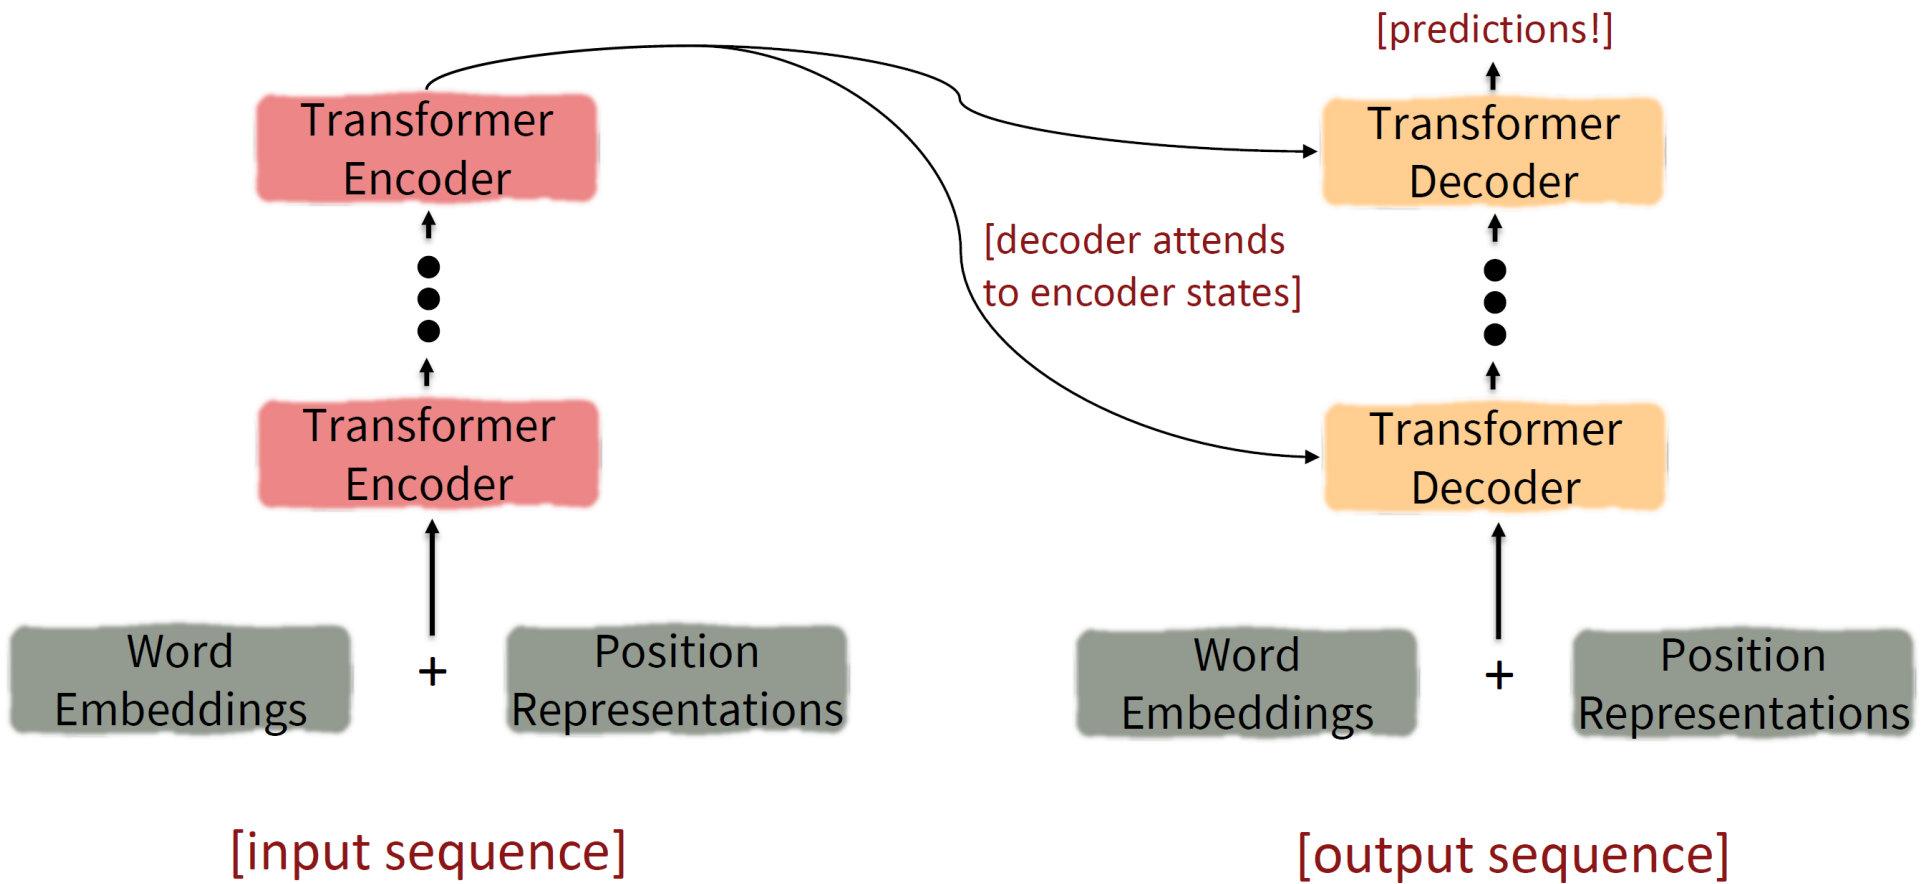 [predictions!]
Transformer
Encoder
Transformer
Decoder
[decoder attends
to encoder states]
Transformer
Encoder
Transformer
Decoder
Word
Embeddings
+
Position
Representations
Word
Embeddings
+
Position
Representations
[input sequence]
[output sequence]